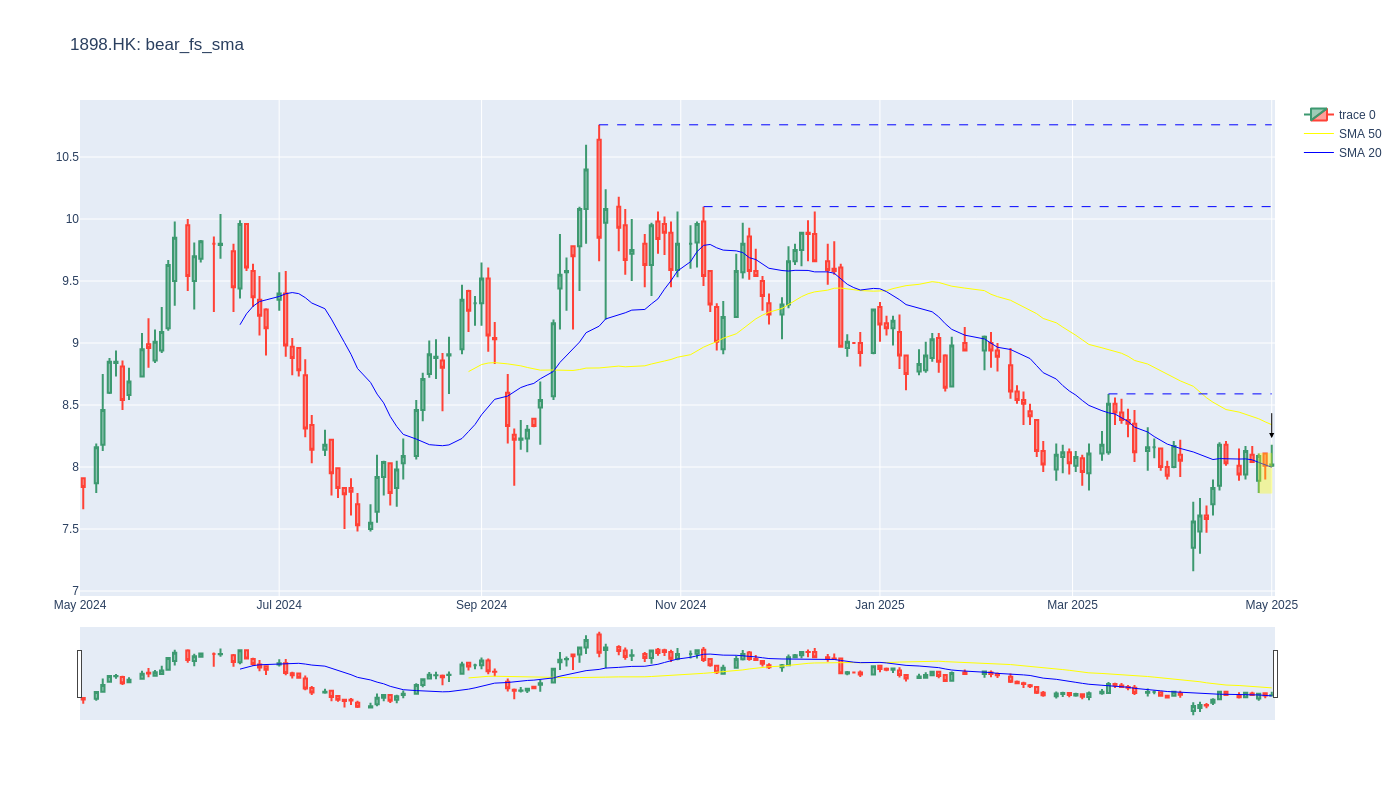 1898.HK: bear_fs_sma
trace 0
SMA 50
SMA 20
10.5
10
9.5
9
8.5
8
7.5
7
May 2024
Jul 2024
Sep 2024
Nov 2024
Jan 2025
Mar 2025
May 2025